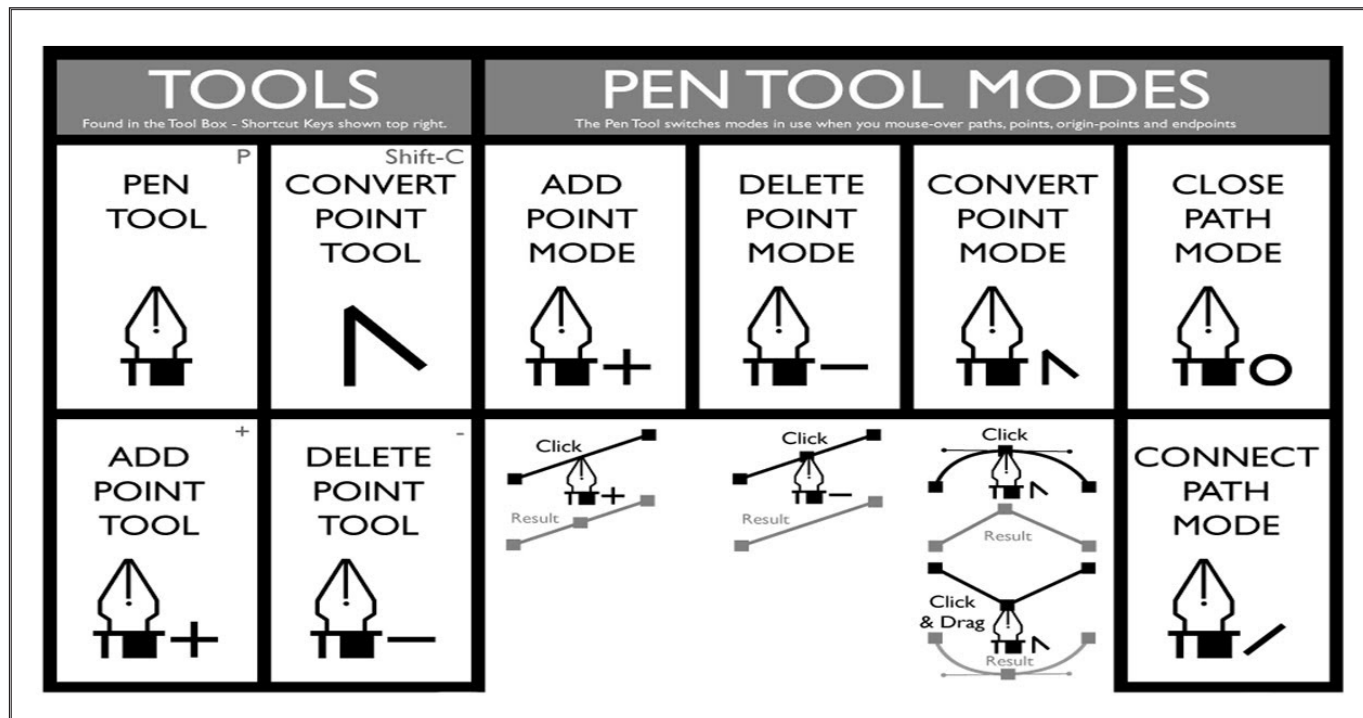 TOOLS
Found in the Tool Box - Shortcut Keys shown top right.
PEN TOOL MODES
The Pen Tool switches modes in use when you mouse-over paths, points, origin-points and endpoints
P
PEN
TOOL
Shift-C
CONVERT
POINT
TOOL
ADD
POINT
MODE
DELETE
POINT
MODE
CONVERT
POINT
MODE
CLOSE
PATH
MODE
+
ADD
POINT
TOOL
-
DELETE
POINT
TOOL
Click
Result
Click
Result
Click
Result
Click
& Drag
Result
CONNECT
PATH
MODE